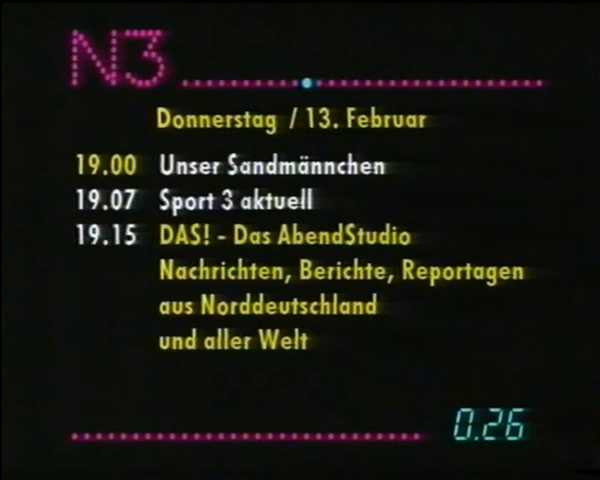 N3
Donnerstag / 13. Februar
19.00 Unser Sandmännchen
19.07 Sport 3 aktuell
19.15 DAS! - Das AbendStudio
Nachrichten, Berichte, Reportagen
aus Norddeutschland
und aller Welt
0.26